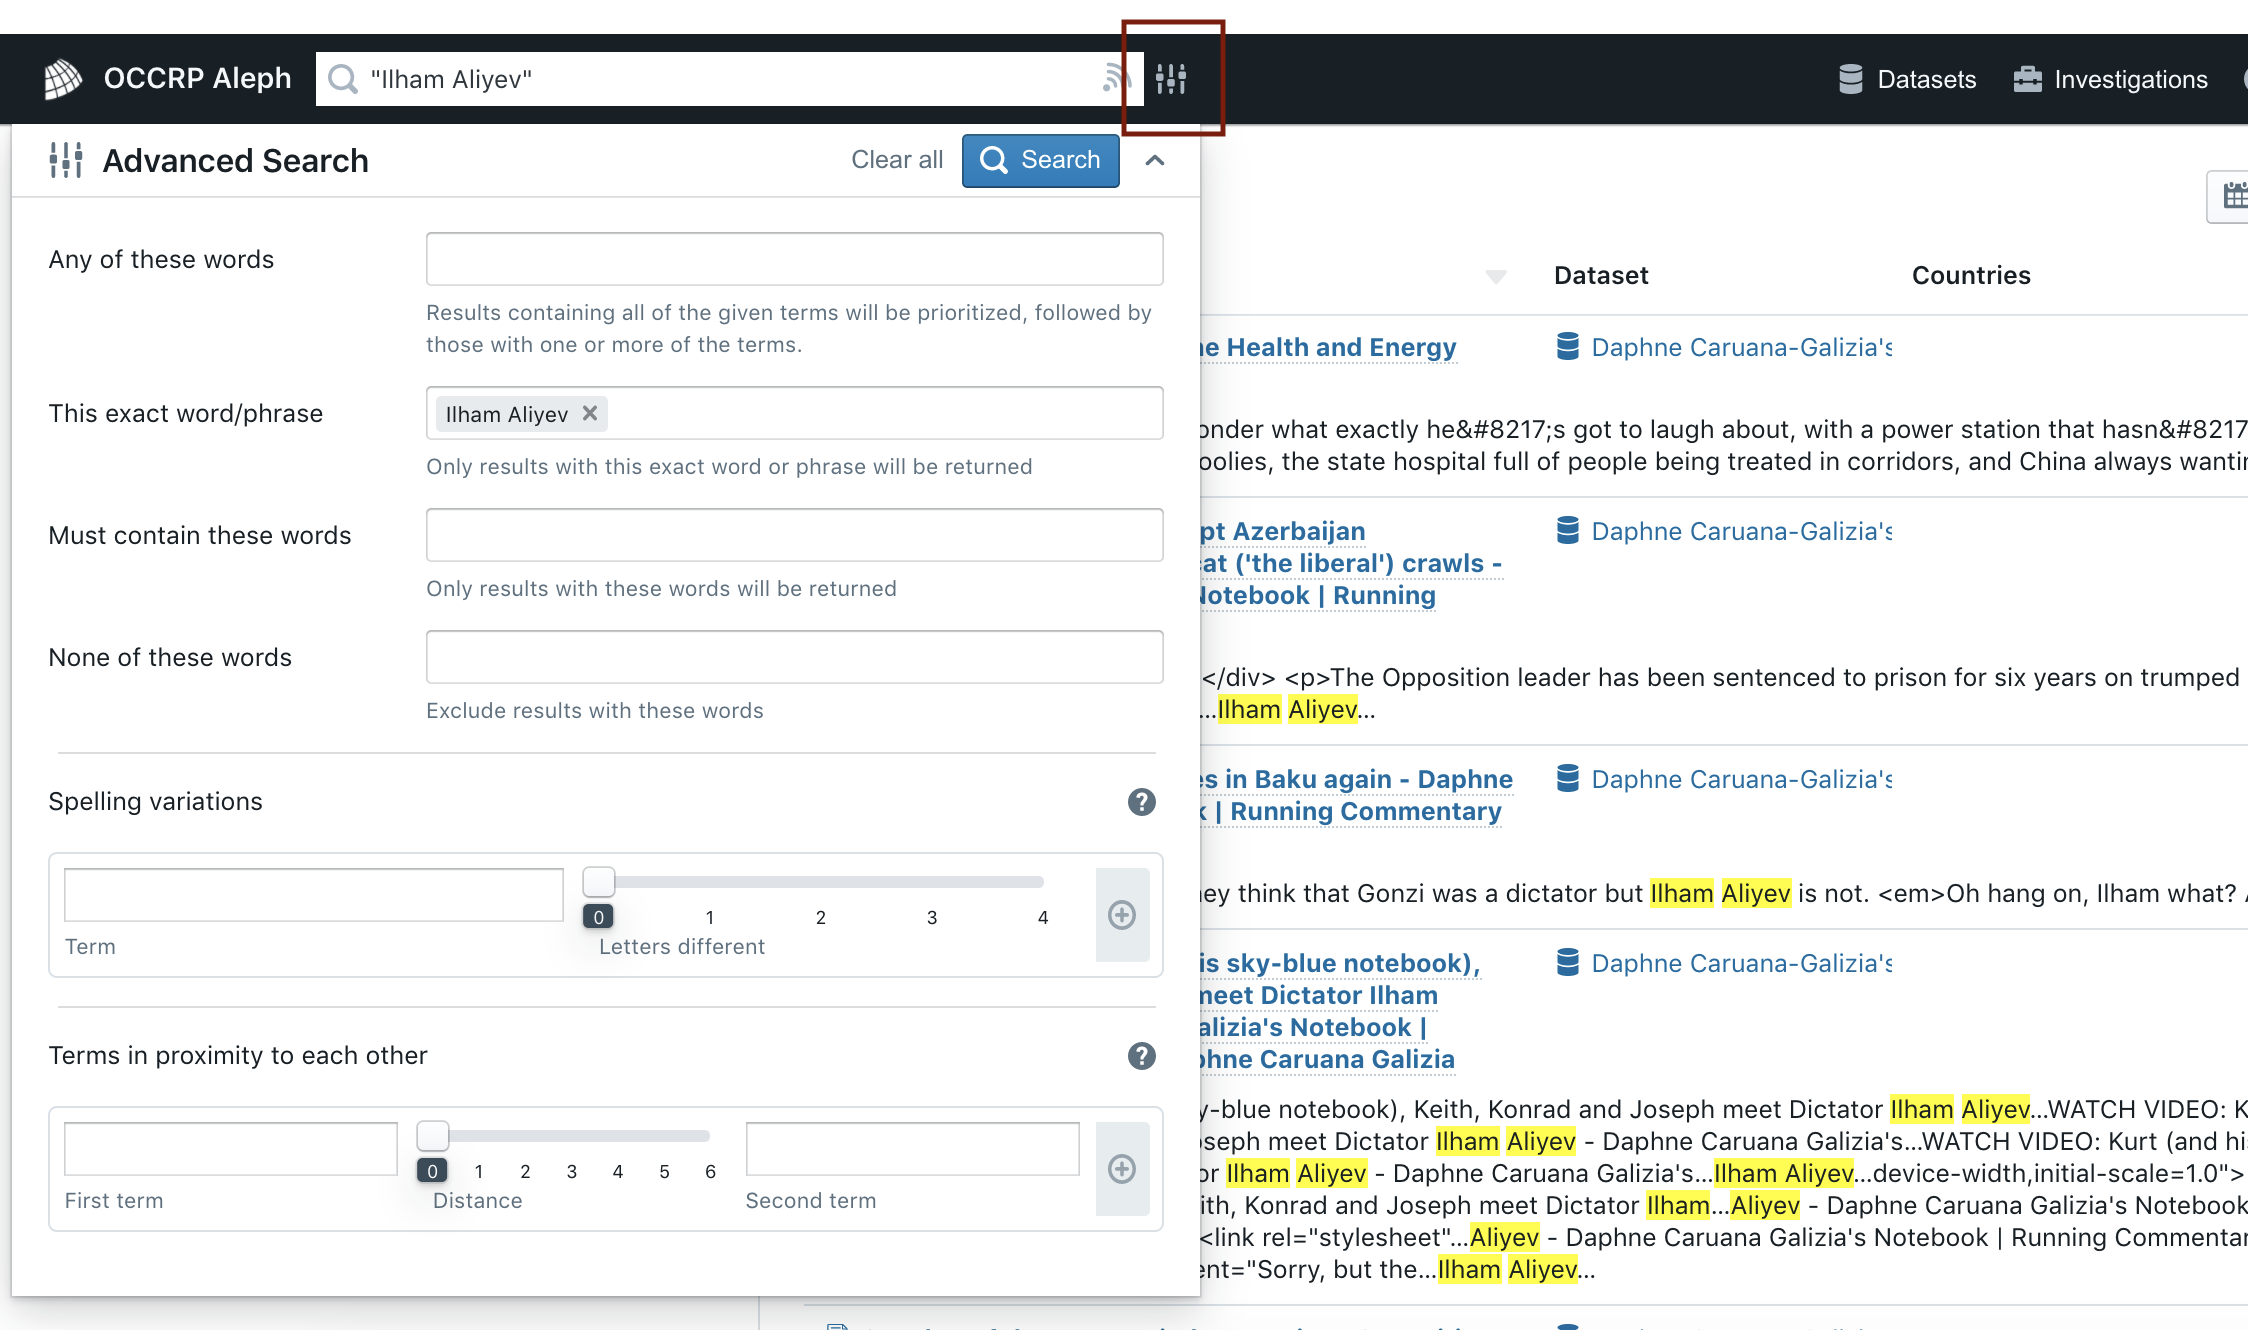 OCCRP Aleph
"Ilham Aliyev"
Datasets
Investigations
Advanced Search
Clear all
Search
Any of these words
Results containing all of the given terms will be prioritized, followed by
those with one or more of the terms.
This exact word/phrase
Ilham Aliyev
Only results with this exact word or phrase will be returned
Must contain these words
Only results with these words will be returned
None of these words
Exclude results with these words
Spelling variations
0 1 2 3 4
Term
Letters different
Terms in proximity to each other
0 1 2 3 4 5 6
First term
Distance
Second term
Dataset
Countries
Health and Energy
Daphne Caruana-Galizia's
what exactly he&#8217;s got to laugh about, with a power station that hasn&#8217
the state hospital full of people being treated in corridors, and China always
Azerbaijan
('the liberal') crawls -
Notebook | Running
Daphne Caruana-Galizia's
</div> <p>The Opposition leader has been sentenced to prison for six years on trumped
...Ilham Aliyev...
in Baku again - Daphne
| Running Commentary
Daphne Caruana-Galizia's
think that Gonzi was a dictator but Ilham Aliyev is not. <em>Oh hang on, Ilham what?
is sky-blue notebook),
meet Dictator Ilham
Galizia's Notebook |
Daphne Caruana Galizia
Daphne Caruana-Galizia's
y-blue notebook), Keith, Konrad and Joseph meet Dictator Ilham Aliyev...WATCH VIDEO: K
Joseph meet Dictator Ilham Aliyev - Daphne Caruana Galizia's...WATCH VIDEO: Kurt (and hi
or Ilham Aliyev - Daphne Caruana Galizia's...Ilham Aliyev...device-width,initial-scale=1.0">
ith, Konrad and Joseph meet Dictator Ilham...Aliyev - Daphne Caruana Galizia's Notebook
<link rel="stylesheet"...Aliyev - Daphne Caruana Galizia's Notebook | Running Commentar
ent="Sorry, but the...Ilham Aliyev...